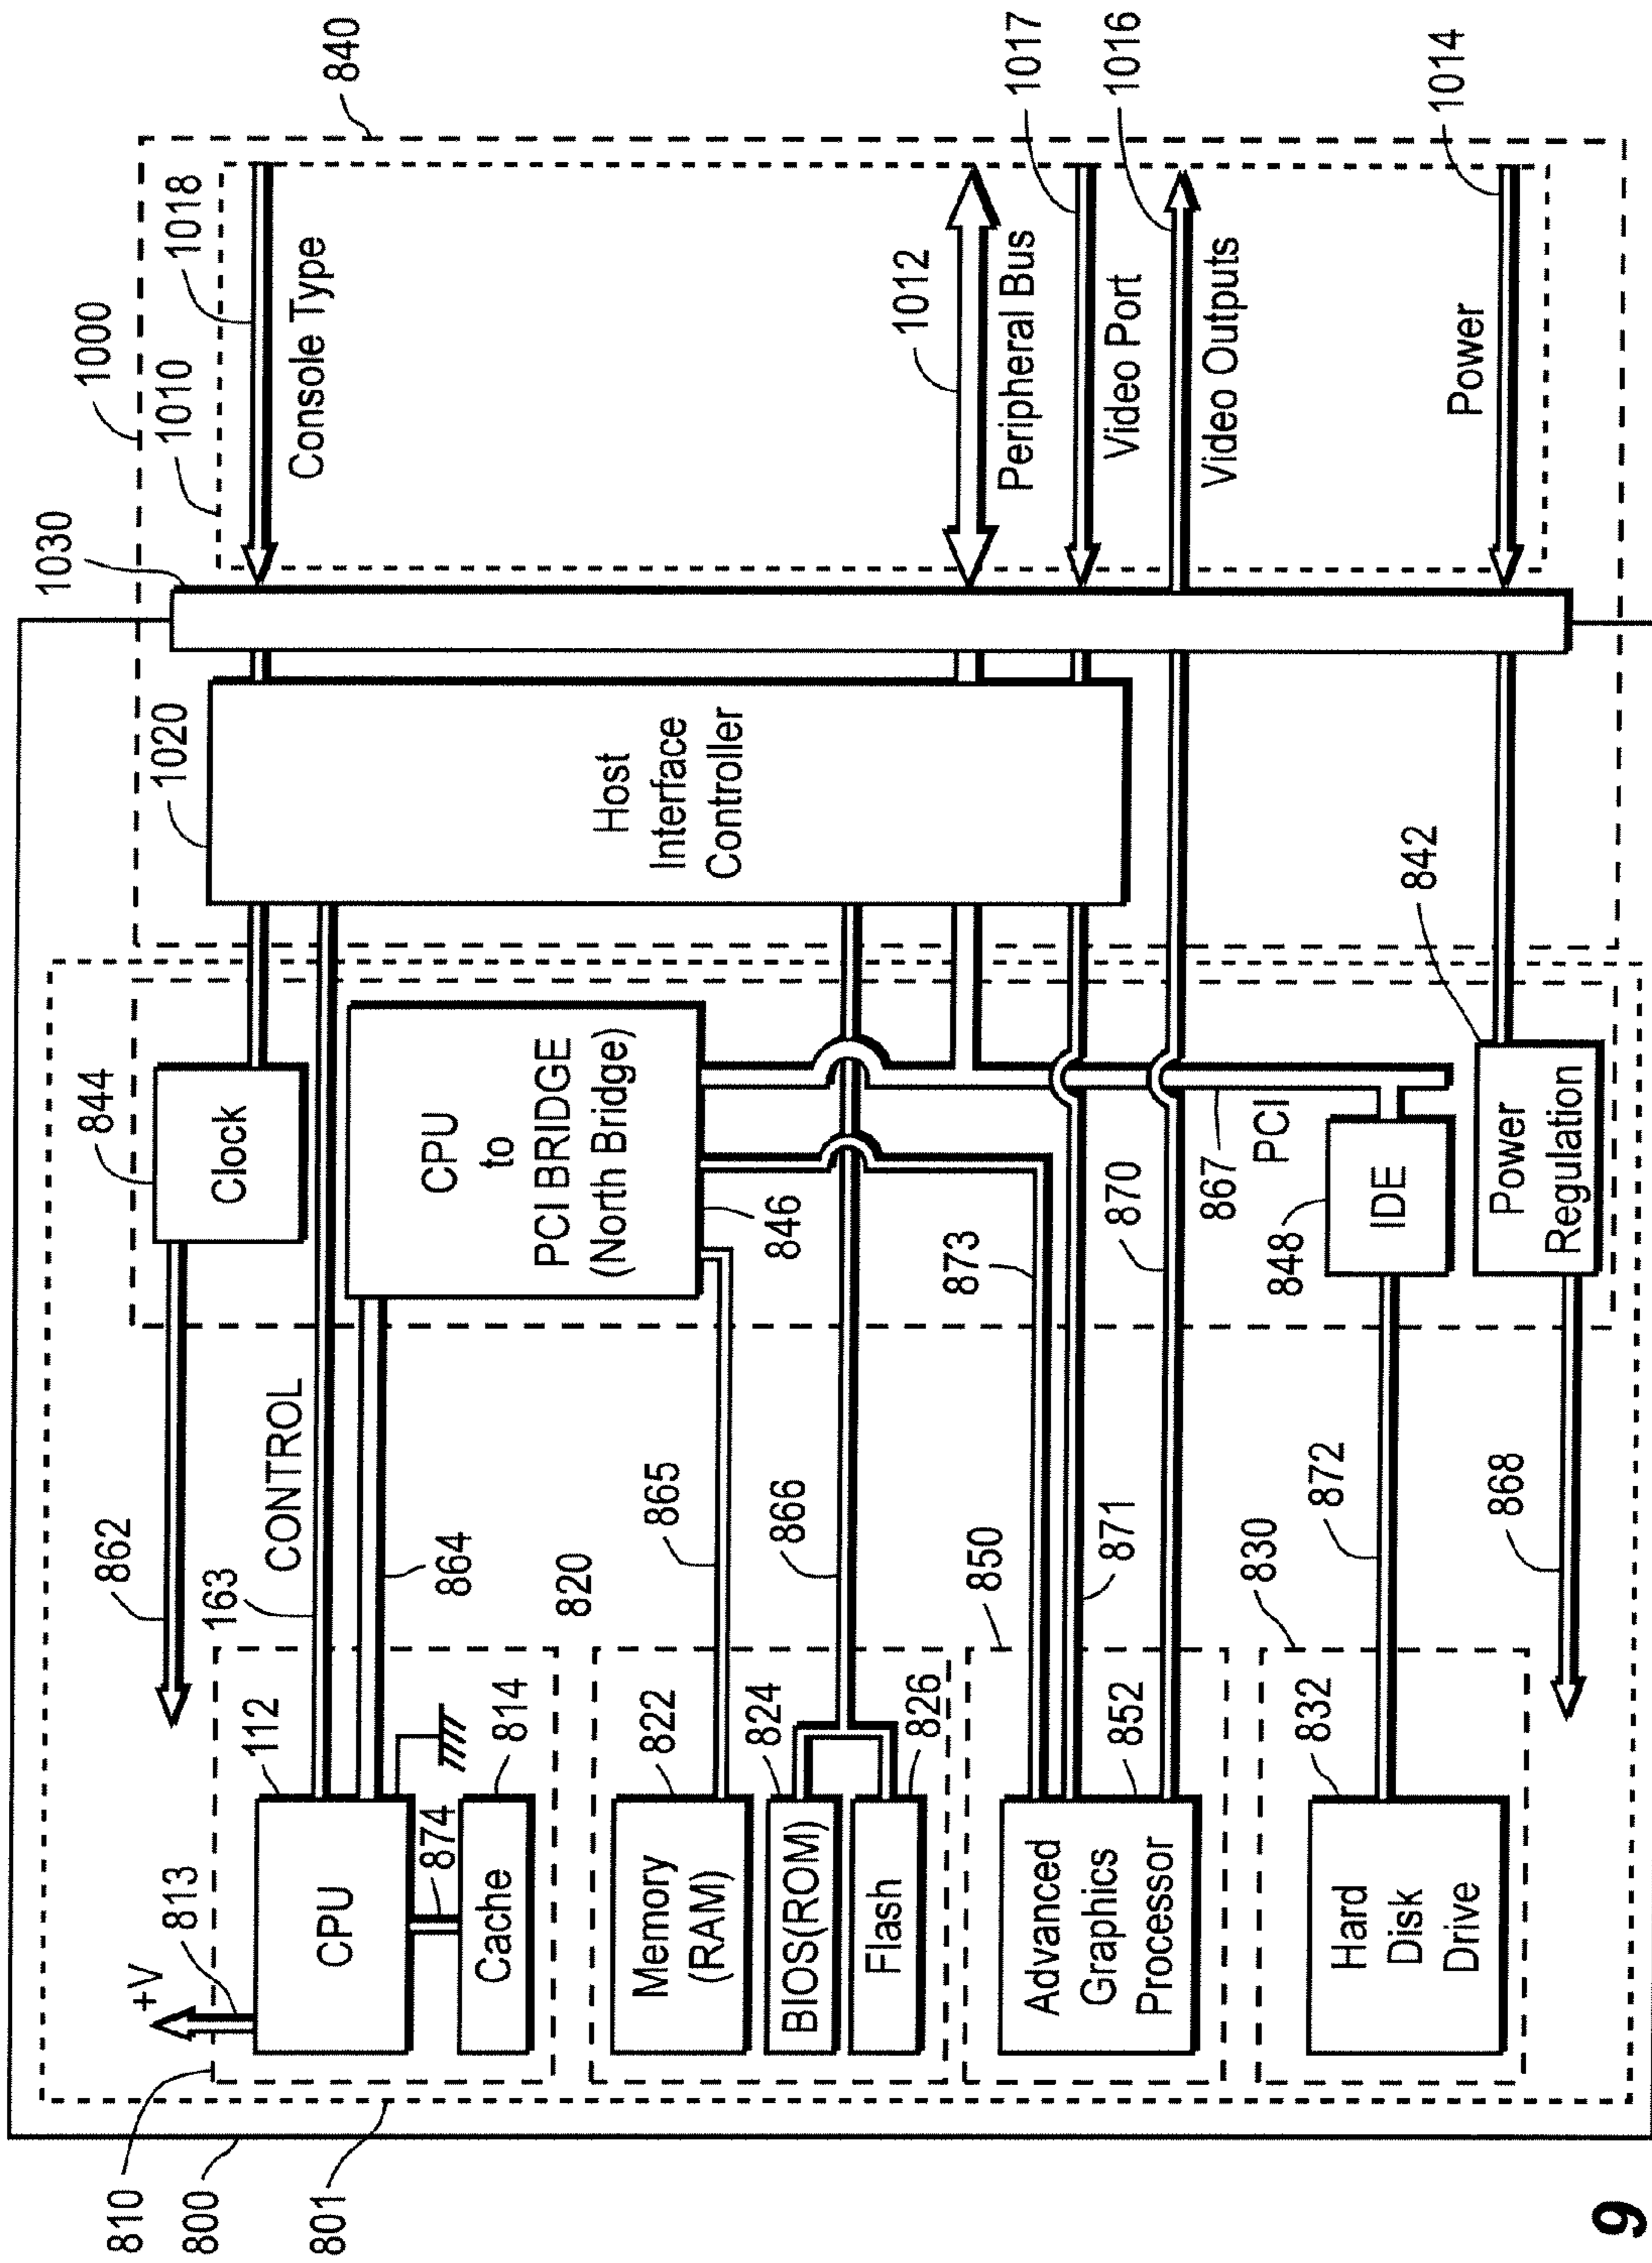 810
800
801
813
+V
CPU
112
874
Cache
814
163
CONTROL
862
844
Clock
864
820
CPU
to
PCI BRIDGE
(North Bridge)
846
Memory
(RAM)
822
865
BIOS(ROM)
824
866
Flash
826
850
Advanced
Graphics
Processor
852
873
871
870
867
PCI
830
Hard
Disk
Drive
832
872
848
IDE
868
Power
Regulation
842
1020
Host
Interface
Controller
1030
1000
1010
1018
840
Console Type
1012
Peripheral Bus
1017
Video Port
1016
Video Outputs
1014
Power
9